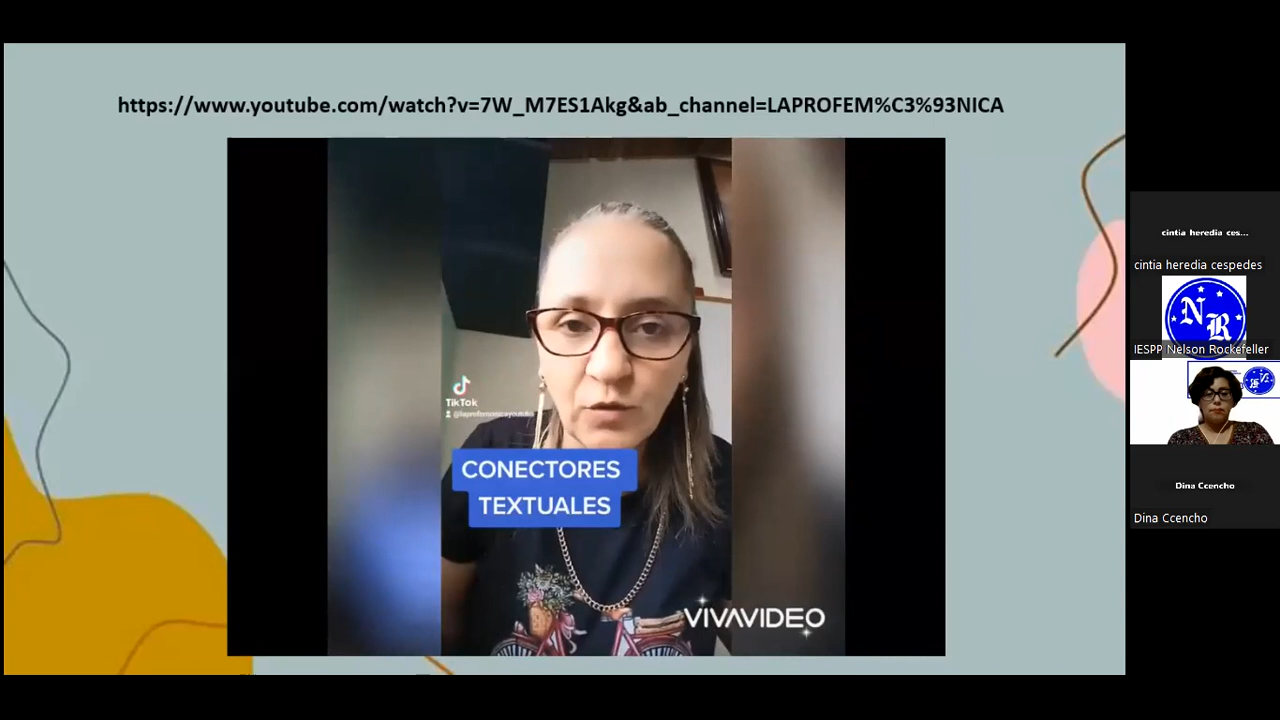 https://www.youtube.com/watch?v=7W_M7ES1Akg&ab_channel=LAPROFEM%C3%93NICA
TikTok
@laprofemonicayoutube
CONECTORES
TEXTUALES
VIVAVIDEO
cintia heredia ces...
cintia heredia cespedes
N
R
IESPP Nelson Rockefeller
Dina Ccencho
Dina Ccencho